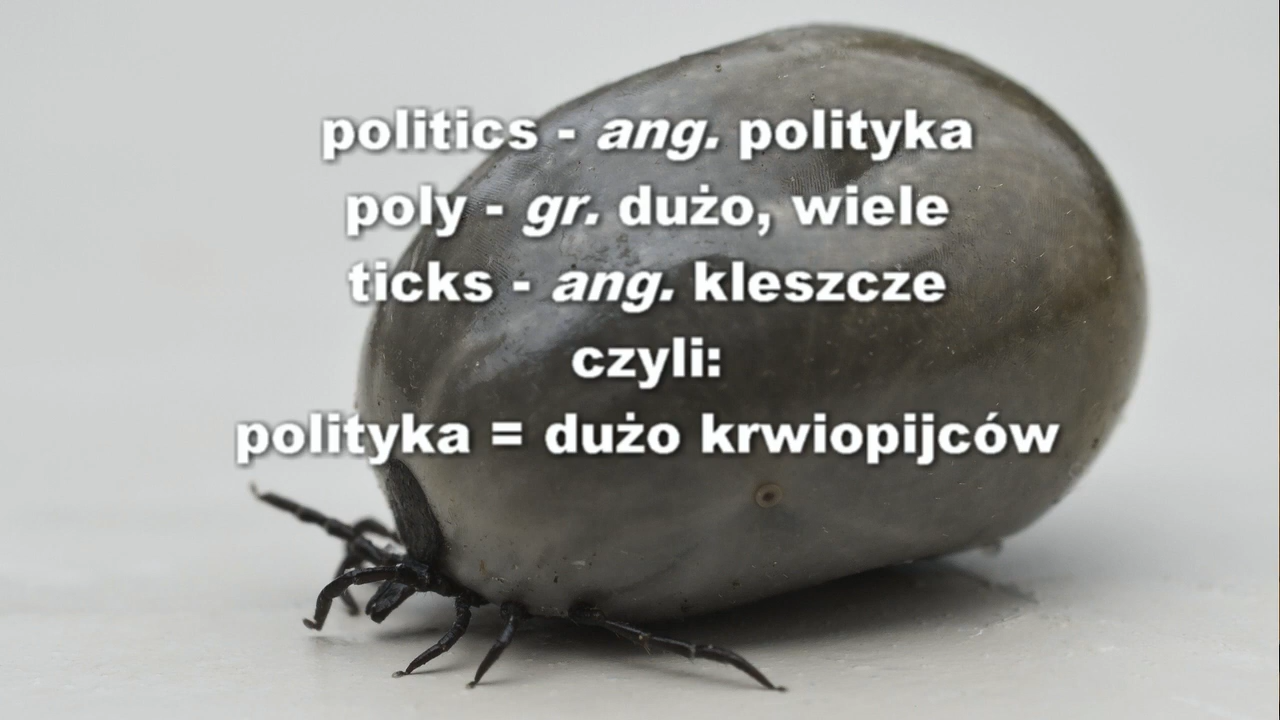 politics - ang. polityka
poly - gr. dużo, wiele
ticks - ang. kleszcze
czyli:
polityka = dużo krwiopijców